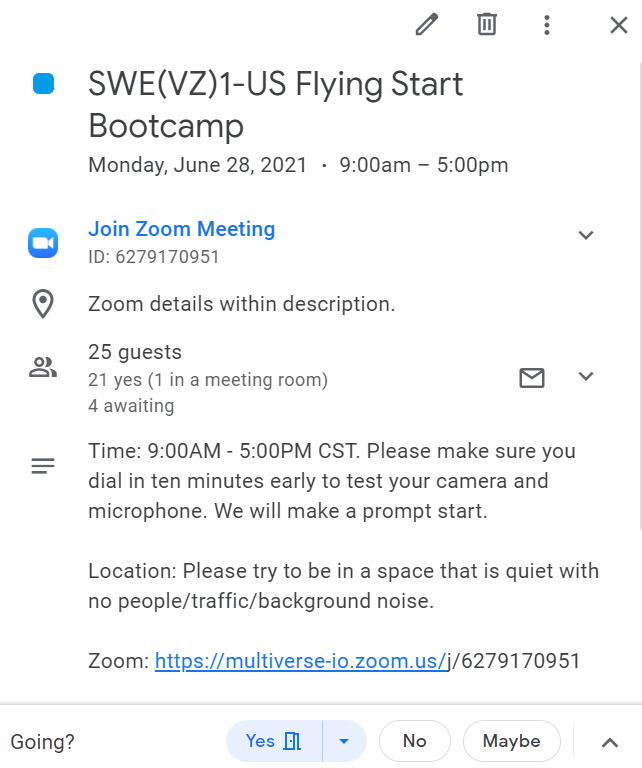 SWE(VZ)1-US Flying Start
Bootcamp
Monday, June 28, 2021 · 9:00am – 5:00pm
Join Zoom Meeting
ID: 6279170951
Zoom details within description.
25 guests
21 yes (1 in a meeting room)
4 awaiting
Time: 9:00AM - 5:00PM CST. Please make sure you
dial in ten minutes early to test your camera and
microphone. We will make a prompt start.
Location: Please try to be in a space that is quiet with
no people/traffic/background noise.
Zoom: https://multiverse-io.zoom.us/j/6279170951
Going?
Yes
No
Maybe